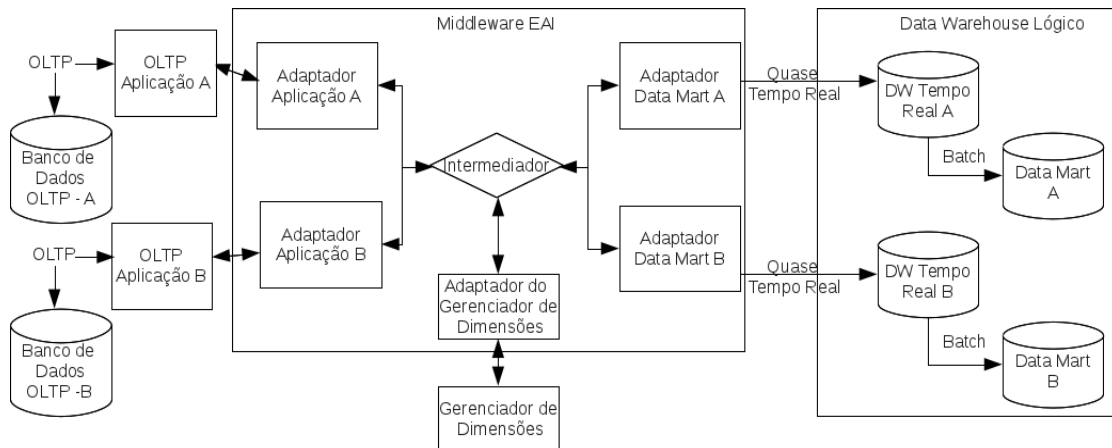 Middleware EAI
Data Warehouse Lógico
OLTP
OLTP
Aplicação A
Banco de
Dados
OLTP - A
Adaptador
Aplicação A
Adaptador
Data Mart A
Quase
Tempo Real
DW Tempo
Real A
Batch
Data Mart
A
Intermediador
OLTP
OLTP
Aplicação B
Banco de
Dados
OLTP -B
Adaptador
Aplicação B
Adaptador
Data Mart B
Quase
Tempo Real
DW Tempo
Real B
Batch
Data Mart
B
Adaptador do
Gerenciador de
Dimensões
Gerenciador de
Dimensões